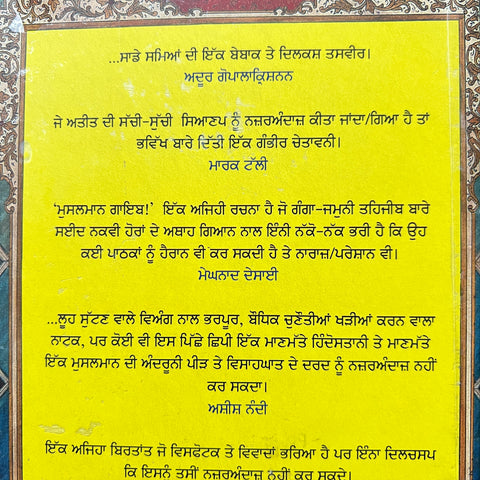 ...ਸਾਡੇ ਸਮਿਆਂ ਦੀ ਇੱਕ ਬੇਬਾਕ ਤੇ ਦਿਲਕਸ਼ ਤਸਵੀਰ।
ਅਦੂਰ ਗੋਪਾਲਾਕ੍ਰਿਸ਼ਨਨ
ਜੇ ਅਤੀਤ ਦੀ ਸੱਚੀ-ਸੁੱਚੀ ਸਿਆਣਪ ਨੂੰ ਨਜ਼ਰਅੰਦਾਜ਼ ਕੀਤਾ ਜਾਂਦਾ/ਗਿਆ ਹੈ ਤਾਂ
ਭਵਿੱਖ ਬਾਰੇ ਦਿੱਤੀ ਇੱਕ ਗੰਭੀਰ ਚੇਤਾਵਨੀ।
ਮਾਰਕ ਟੱਲੀ
'ਮੁਸਲਮਾਨ ਗਾਇਬ!' ਇੱਕ ਅਜਿਹੀ ਰਚਨਾ ਹੈ ਜੋ ਗੰਗਾ-ਜਮੁਨੀ ਤਹਿਜੀਬ ਬਾਰੇ
ਸਈਦ ਨਕਵੀ ਹੋਰਾਂ ਦੇ ਅਥਾਹ ਗਿਆਨ ਨਾਲ ਇੰਨੀ ਨੱਕੋ-ਨੱਕ ਭਰੀ ਹੈ ਕਿ ਉਹ
ਕਈ ਪਾਠਕਾਂ ਨੂੰ ਹੈਰਾਨ ਵੀ ਕਰ ਸਕਦੀ ਹੈ ਤੇ ਨਾਰਾਜ਼/ਪਰੇਸ਼ਾਨ ਵੀ।
ਮੇਘਨਾਦ ਦੇਸਾਈ
...ਲੂਹ ਸੁੱਟਣ ਵਾਲੇ ਵਿਅੰਗ ਨਾਲ ਭਰਪੂਰ, ਬੌਧਿਕ ਚੁਣੌਤੀਆਂ ਖੜੀਆਂ ਕਰਨ ਵਾਲਾ
ਨਾਟਕ, ਪਰ ਕੋਈ ਵੀ ਇਸ ਪਿੱਛੇ ਛਿਪੀ ਇੱਕ ਮਾਣਮੱਤੇ ਹਿੰਦੋਸਤਾਨੀ ਤੇ ਮਾਣਮੱਤੇ
ਇੱਕ ਮੁਸਲਮਾਨ ਦੀ ਅੰਦਰੂਨੀ ਪੀੜ ਤੇ ਵਿਸਾਹਘਾਤ ਦੇ ਦਰਦ ਨੂੰ ਨਜ਼ਰਅੰਦਾਜ਼ ਨਹੀਂ
ਕਰ ਸਕਦਾ।
ਅਸ਼ੀਸ਼ ਨੰਦੀ
ਇੱਕ ਅਜਿਹਾ ਬਿਰਤਾਂਤ ਜੋ ਵਿਸਫੋਟਕ ਤੇ ਵਿਵਾਦਾਂ ਭਰਿਆ ਹੈ ਪਰ ਇੰਨਾ ਦਿਲਚਸਪ
ਕਿ ਇਸਨੂੰ ਤੁਸੀਂ ਨਜ਼ਰਅੰਦਾਜ਼ ਨਹੀਂ ਕਰ ਸਕਦੇ।